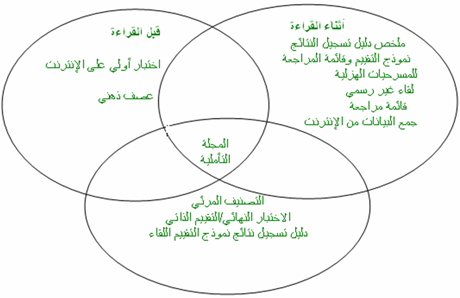 أثناء القراءة
ملخص دليل تسجيل النتائج
نموذج التقييم وقائمة المراجعة
للمسرحيات الهزلية
لقاء غير رسمي
قائمة مراجعة
جمع البيانات من الإنترنت
قبل القراءة
اختبار أولي على الإنترنت
عصف ذهني
المجلة
التأملية
التصنيف المرئي
الاختبار النهائي/التقييم الذاتي
دليل تسجيل نتائج نموذج التقييم اللقاء